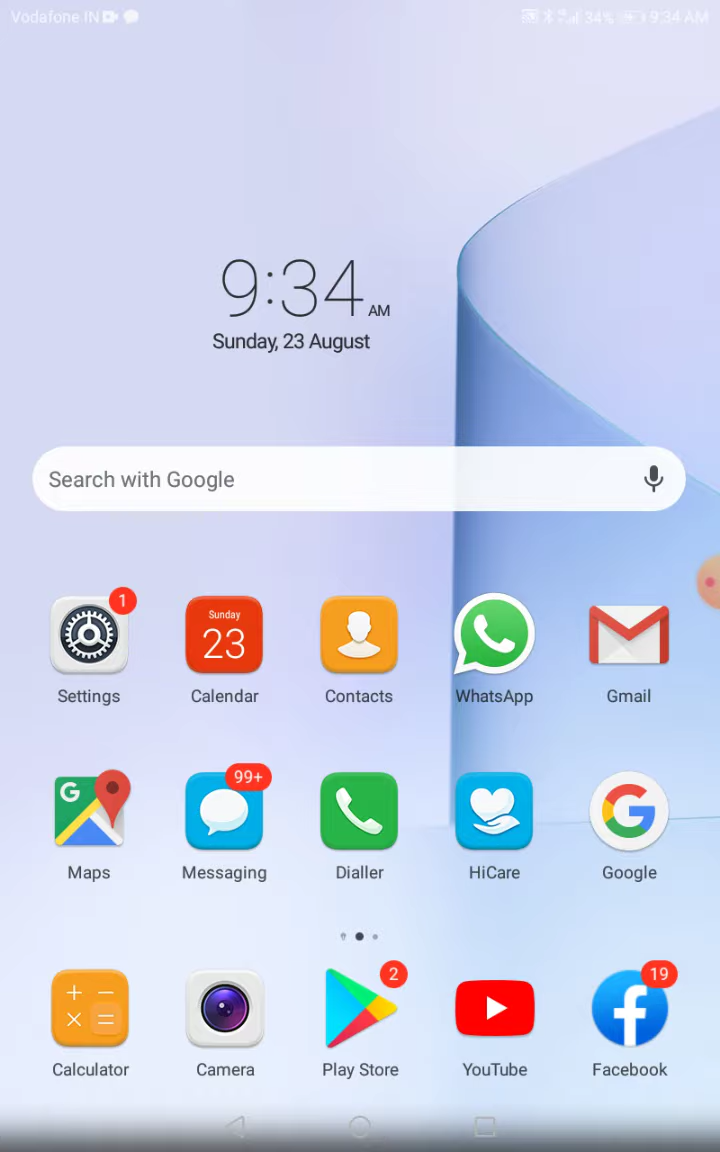 Vodafone IN 34% 9:34 AM
9:34 AM
Sunday, 23 August
Search with Google
1
Sunday
23
Settings Calendar Contacts WhatsApp Gmail
G 99+ G
Maps Messaging Dialler HiCare Google
2 19
Calculator Camera Play Store YouTube Facebook